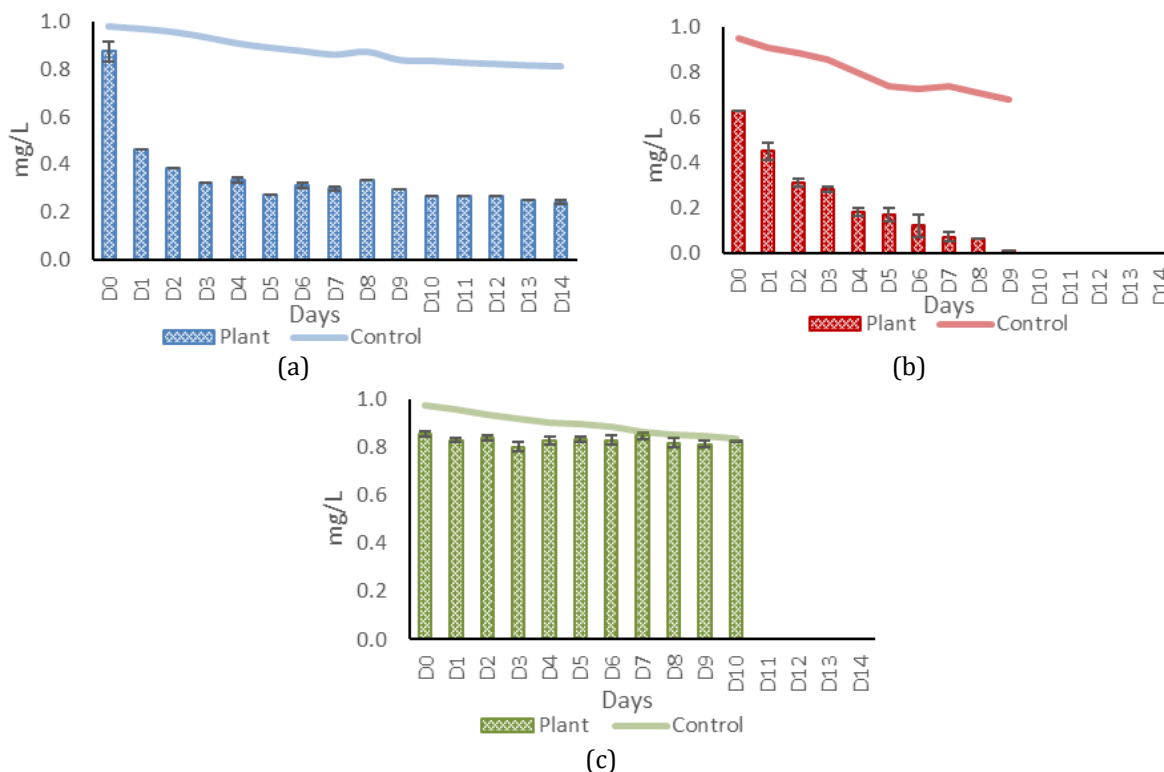 1.0
0.8
0.6
0.4
0.2
0.0
mg/L
D0 D1 D2 D3 D4 D5 D6 D7 D8 D9 D10 D11 D12 D13 D14
Days
Plant Control
(a)
1.0
0.8
0.6
0.4
0.2
0.0
mg/L
D0 D1 D2 D3 D4 D5 D6 D7 D8 D9 D10 D11 D12 D13 D14
Days
Plant Control
(b)
1.0
0.8
0.6
0.4
0.2
0.0
mg/L
D0 D1 D2 D3 D4 D5 D6 D7 D8 D9 D10 D11 D12 D13 D14
Days
Plant Control
(c)